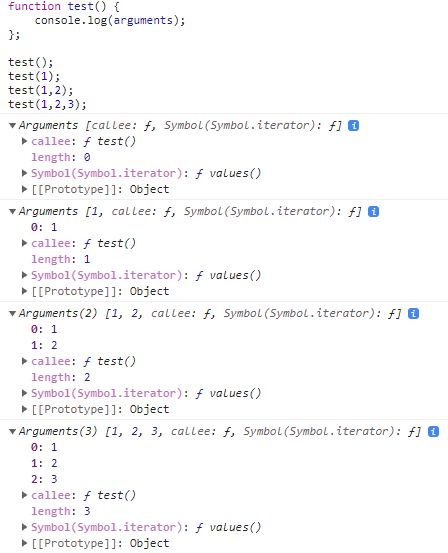 function test() {
    console.log(arguments);
};

test();
test(1);
test(1,2);
test(1,2,3);
▼Arguments [callee: ƒ, Symbol(Symbol.iterator): ƒ] i
▶callee: ƒ test()
length: 0
▶Symbol(Symbol.iterator): ƒ values()
▶[[Prototype]]: Object
▼Arguments [1, callee: ƒ, Symbol(Symbol.iterator): ƒ] i
0: 1
▶callee: ƒ test()
length: 1
▶Symbol(Symbol.iterator): ƒ values()
▶[[Prototype]]: Object
▼Arguments(2) [1, 2, callee: ƒ, Symbol(Symbol.iterator): ƒ] i
0: 1
1: 2
▶callee: ƒ test()
length: 2
▶Symbol(Symbol.iterator): ƒ values()
▶[[Prototype]]: Object
▼Arguments(3) [1, 2, 3, callee: ƒ, Symbol(Symbol.iterator): ƒ] i
0: 1
1: 2
2: 3
▶callee: ƒ test()
length: 3
▶Symbol(Symbol.iterator): ƒ values()
▶[[Prototype]]: Object